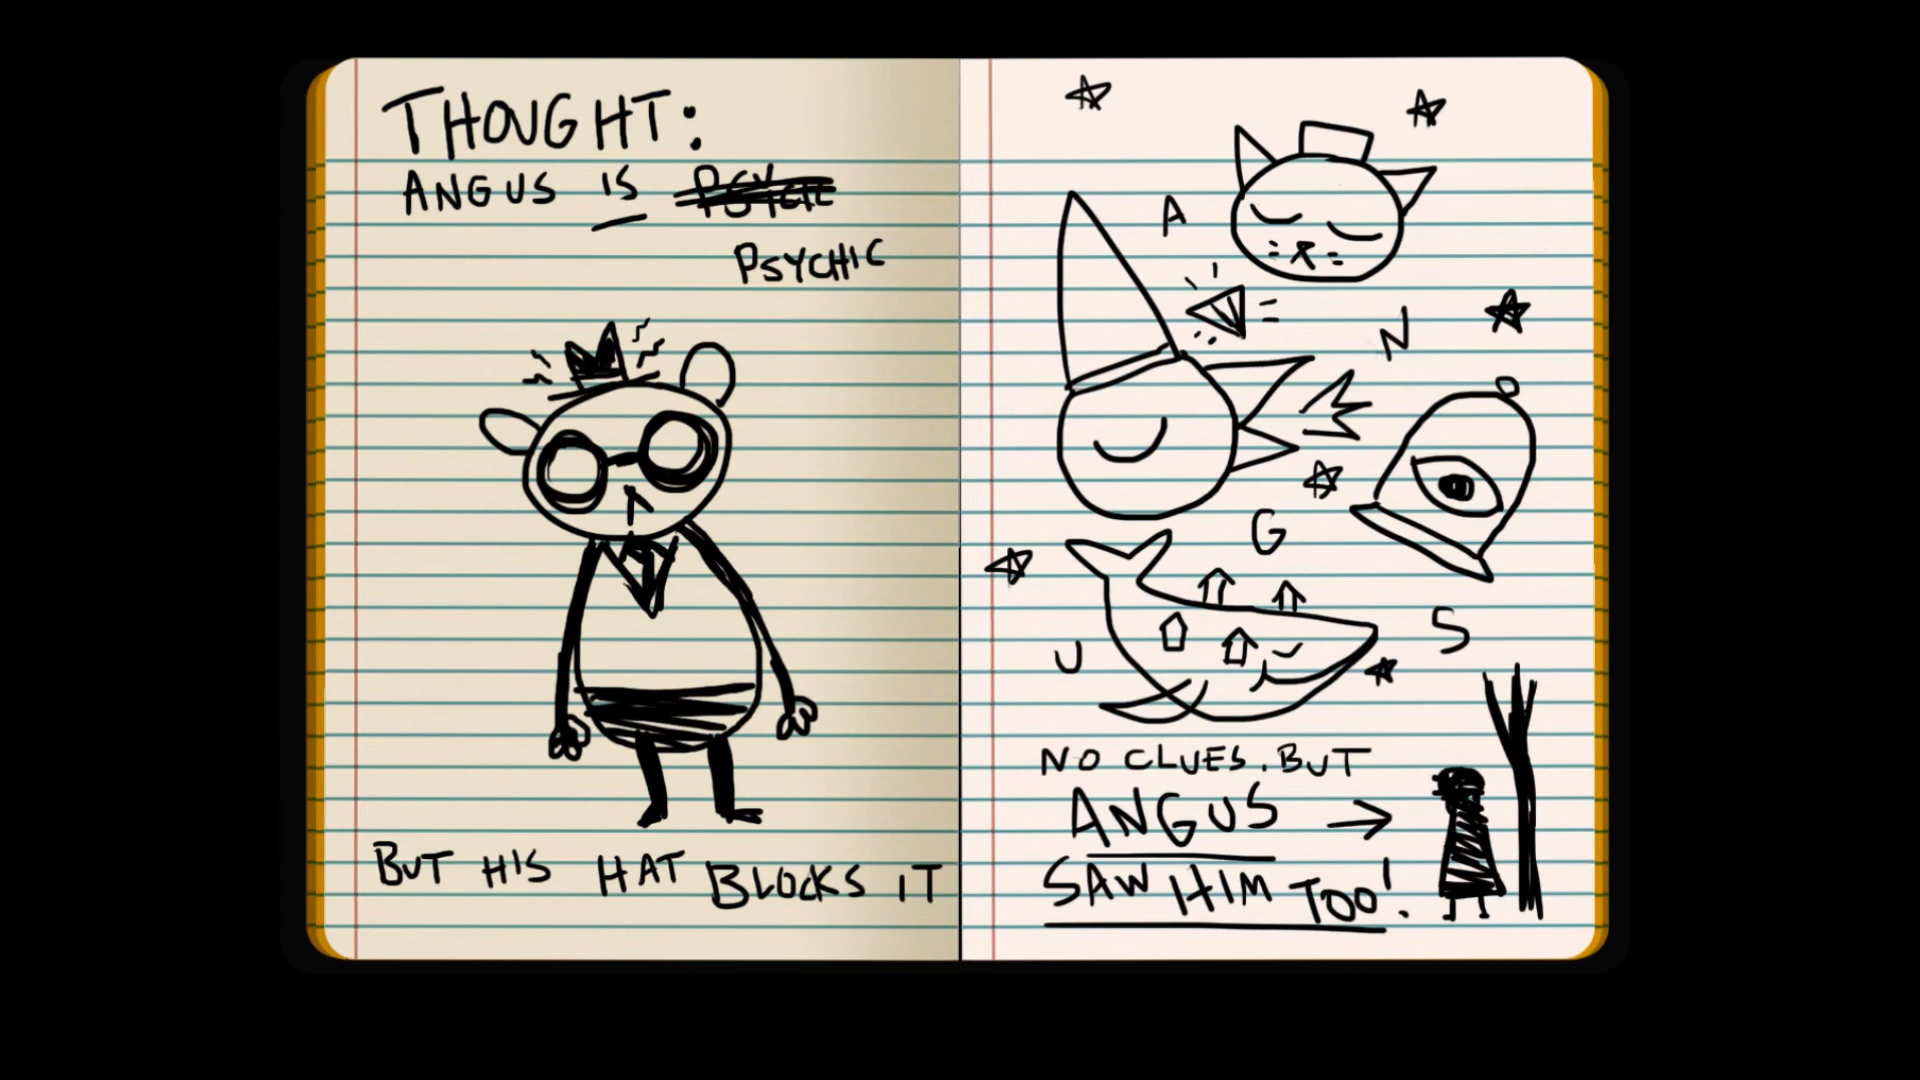 THOUGHT:
ANGUS IS
PSYCHIC
BUT HIS HAT BLOCKS IT
A
N
G
U
S
NO CLUES. BUT
ANGUS →
SAW HIM TOO!